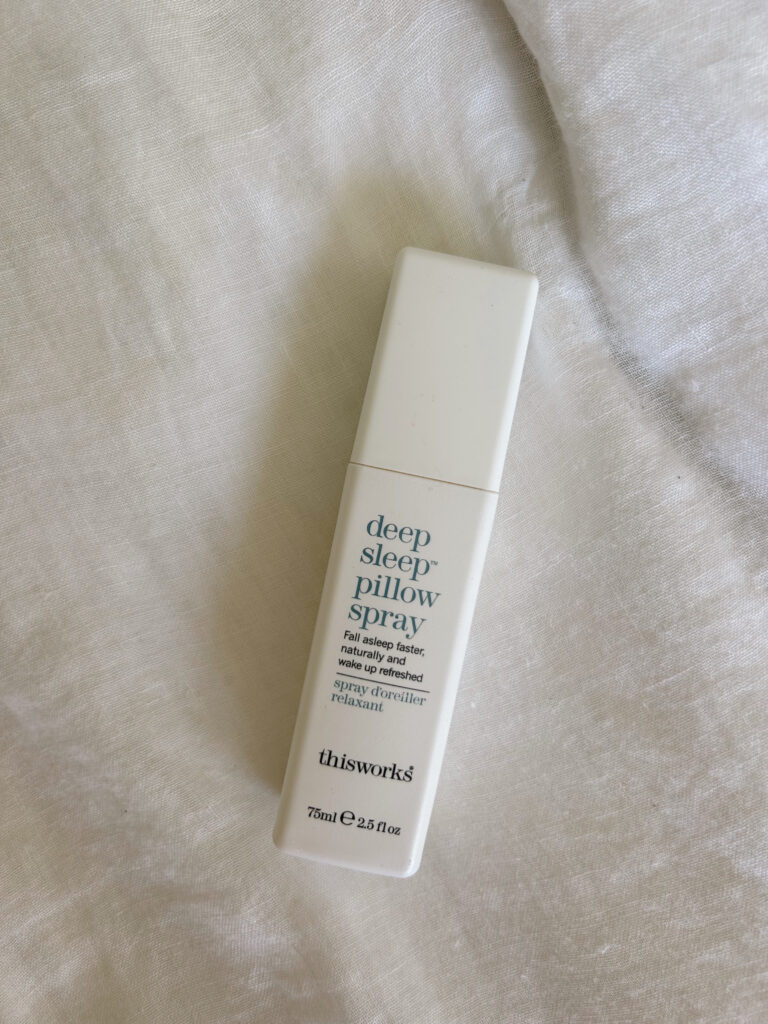 deep
sleep™
pillow
spray
Fall asleep faster,
naturally and
wake up refreshed
spray d'oreiller
relaxant
thisworks®
75ml ℮ 2.5 fl oz